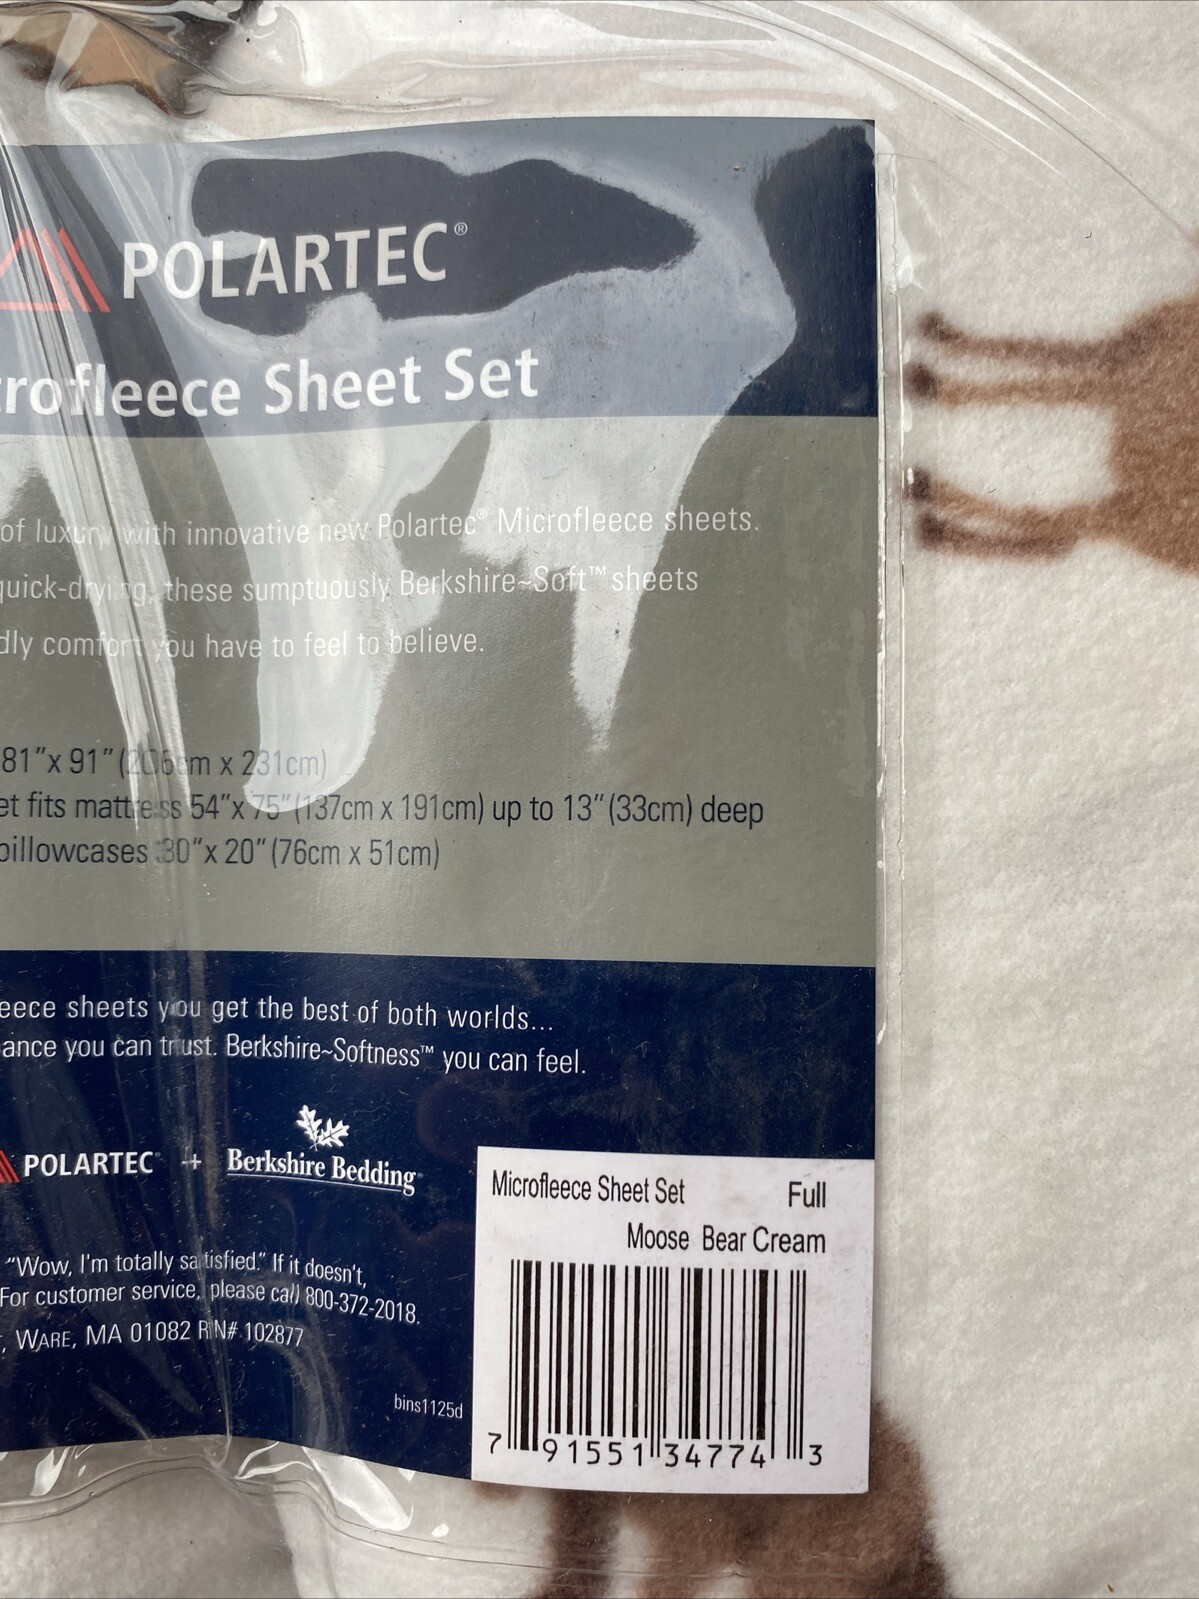 POLARTEC®
crofleece Sheet Set
of luxury with innovative new Polartec® Microfleece sheets.
quick-drying, these sumptuously Berkshire~Soft™ sheets
dly comfort you have to feel to believe.
81"x 91" (206cm x 231cm)
et fits mattress 54"x 75" (137cm x 191cm) up to 13" (33cm) deep
pillowcases 30"x 20" (76cm x 51cm)
eece sheets you get the best of both worlds...
ance you can trust. Berkshire~Softness™ you can feel.
POLARTEC + Berkshire Bedding
"Wow, I'm totally satisfied." If it doesn't,
For customer service, please call 800-372-2018.
, WARE, MA 01082 RN# 102877
bins1125d
Microfleece Sheet Set Full
Moose Bear Cream
7 91551 34774 3